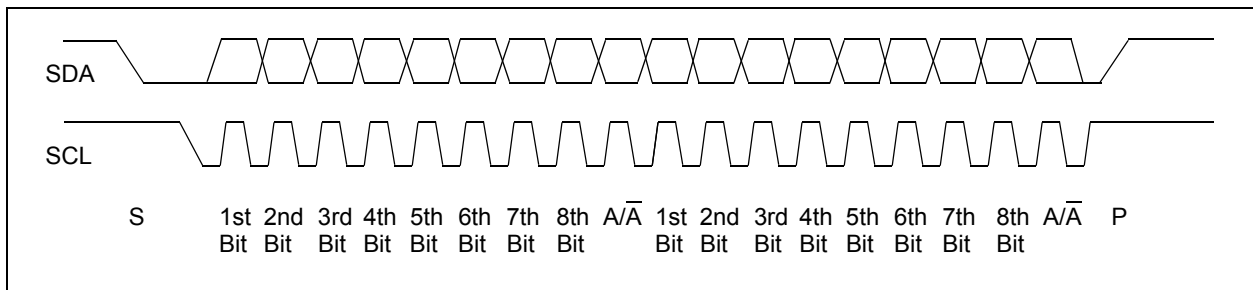 SDA
SCL
S 1st 2nd 3rd 4th 5th 6th 7th 8th A/A̅ 1st 2nd 3rd 4th 5th 6th 7th 8th A/A̅ P
Bit Bit Bit Bit Bit Bit Bit Bit Bit Bit Bit Bit Bit Bit Bit Bit